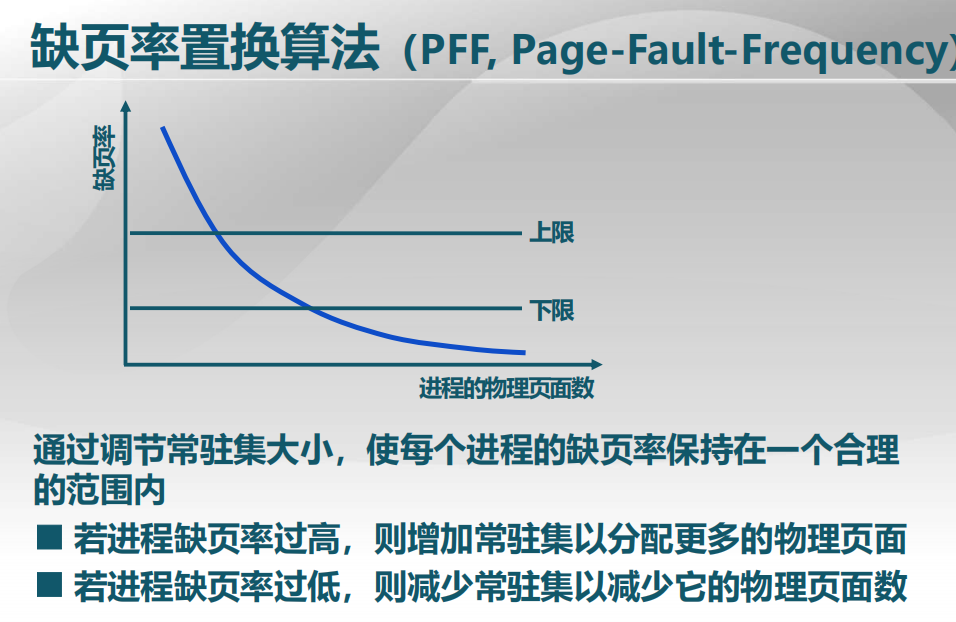 缺页率置换算法（PFF, Page-Fault-Frequency)
缺页率
上限
下限
进程的物理页面数
通过调节常驻集大小，使每个进程的缺页率保持在一个合理
的范围内
■ 若进程缺页率过高，则增加常驻集以分配更多的物理页面
■ 若进程缺页率过低，则减少常驻集以减少它的物理页面数